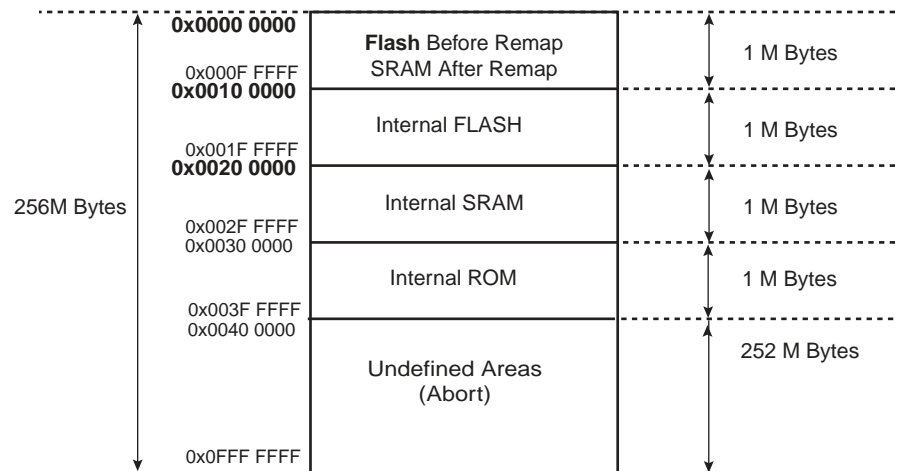 0x0000 0000
Flash Before Remap
SRAM After Remap
1 M Bytes
0x000F FFFF
0x0010 0000
Internal FLASH
1 M Bytes
0x001F FFFF
0x0020 0000
256M Bytes
Internal SRAM
1 M Bytes
0x002F FFFF
0x0030 0000
Internal ROM
1 M Bytes
0x003F FFFF
0x0040 0000
252 M Bytes
Undefined Areas
(Abort)
0x0FFF FFFF